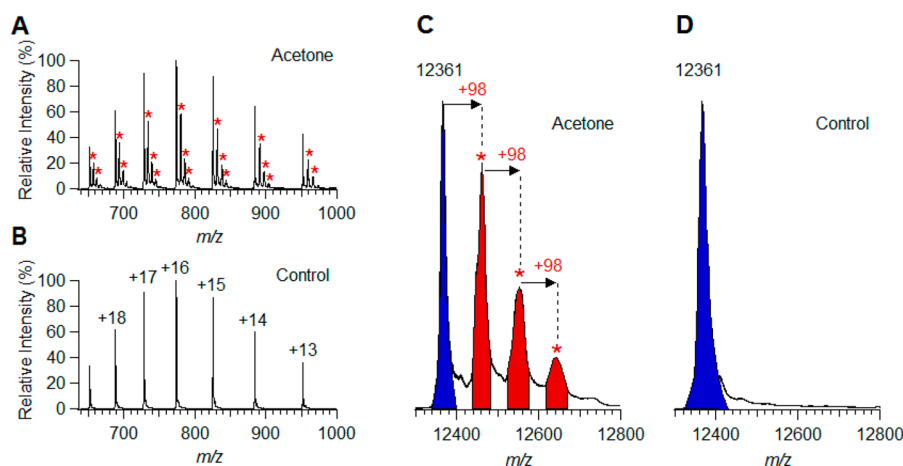 A
Acetone
Relative Intensity (%)
100
80
60
40
20
0
* * * * * * * * * * * * * * * * *
700 800 900 1000
m/z
B
Control
Relative Intensity (%)
100
80
60
40
20
0
+18 +17 +16 +15 +14 +13
700 800 900 1000
m/z
C
12361
+98
Acetone
*
+98
*
+98
*
12400 12600 12800
m/z
D
12361
Control
12400 12600 12800
m/z